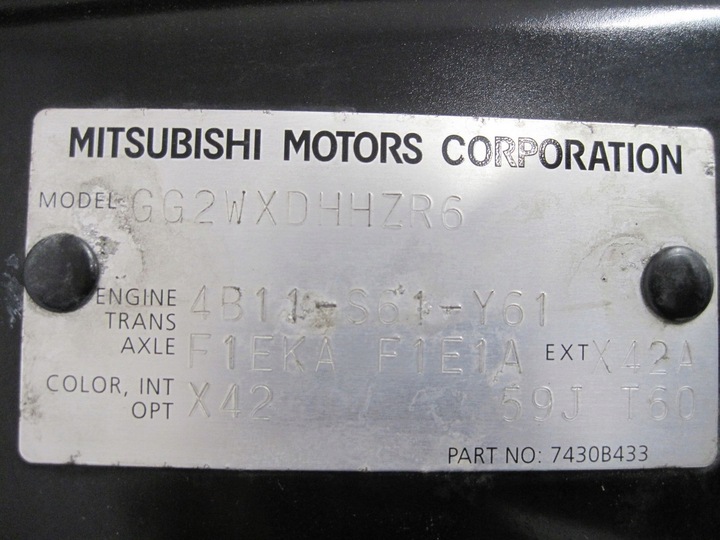 MITSUBISHI MOTORS CORPORATION
MODEL GG2WXDHHZR6
ENGINE 4B11-S61-Y61
TRANS
AXLE F1EKA F1E1A EXT X42A
COLOR, INT
OPT X42 59J T60
PART NO: 7430B433